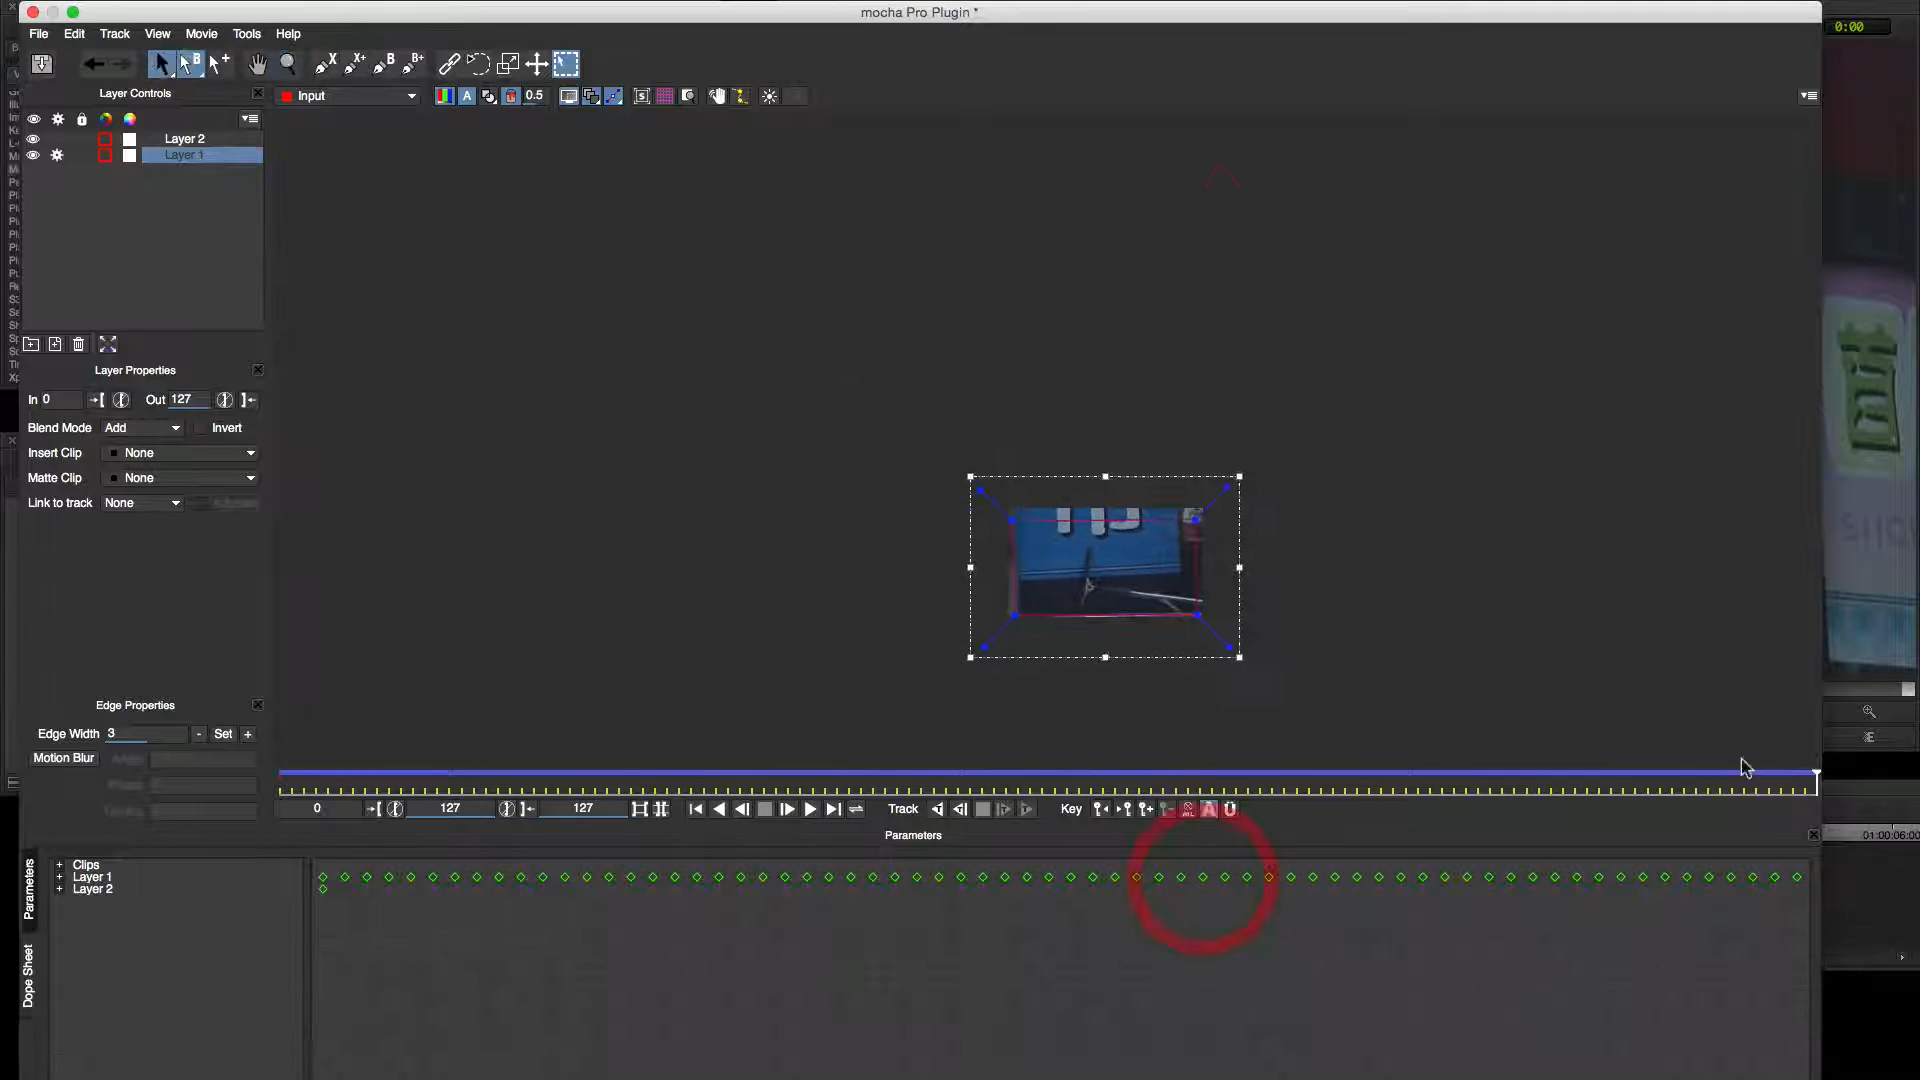 mocha Pro Plugin *
0:00
File Edit Track View Movie Tools Help
Layer Controls
Input
A
0.5
Layer 2
Layer 1
Layer Properties
In 0 Out 127
Blend Mode Add Invert
Insert Clip None
Matte Clip None
Link to track None
Edge Properties
Edge Width 3 - Set +
Motion Blur
0 127 127 Track Key
Parameters
01:00:06:00
Parameters
Dope Sheet
+ Clips
+ Layer 1
+ Layer 2